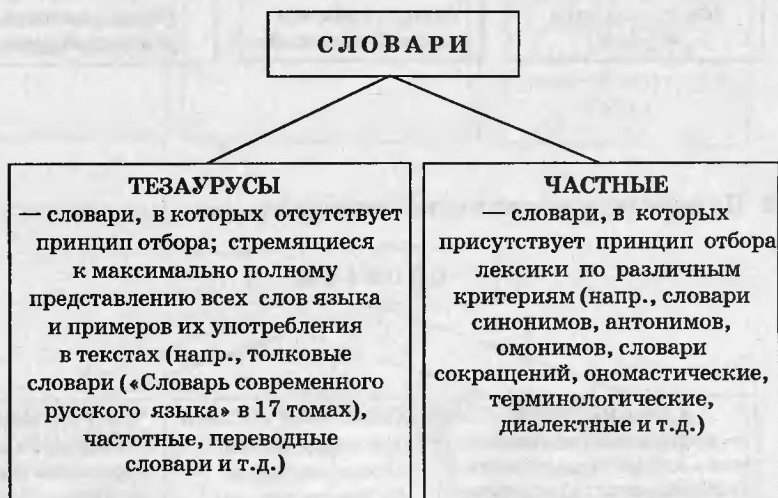 СЛОВАРИ
ТЕЗАУРУСЫ
— словари, в которых отсутствует
принцип отбора; стремящиеся
к максимально полному
представлению всех слов языка
и примеров их употребления
в текстах (напр., толковые
словари («Словарь современного
русского языка» в 17 томах),
частотные, переводные
словари и т.д.)
ЧАСТНЫЕ
— словари, в которых
присутствует принцип отбора
лексики по различным
критериям (напр., словари
синонимов, антонимов,
омонимов, словари
сокращений, ономастические,
терминологические,
диалектные и т.д.)